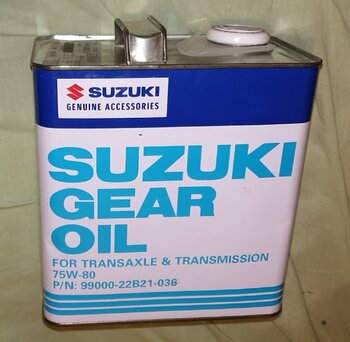 SUZUKI
GENUINE ACCESSORIES
SUZUKI
GEAR
OIL
FOR TRANSAXLE & TRANSMISSION
75W-80
P/N: 99000-22B21-036